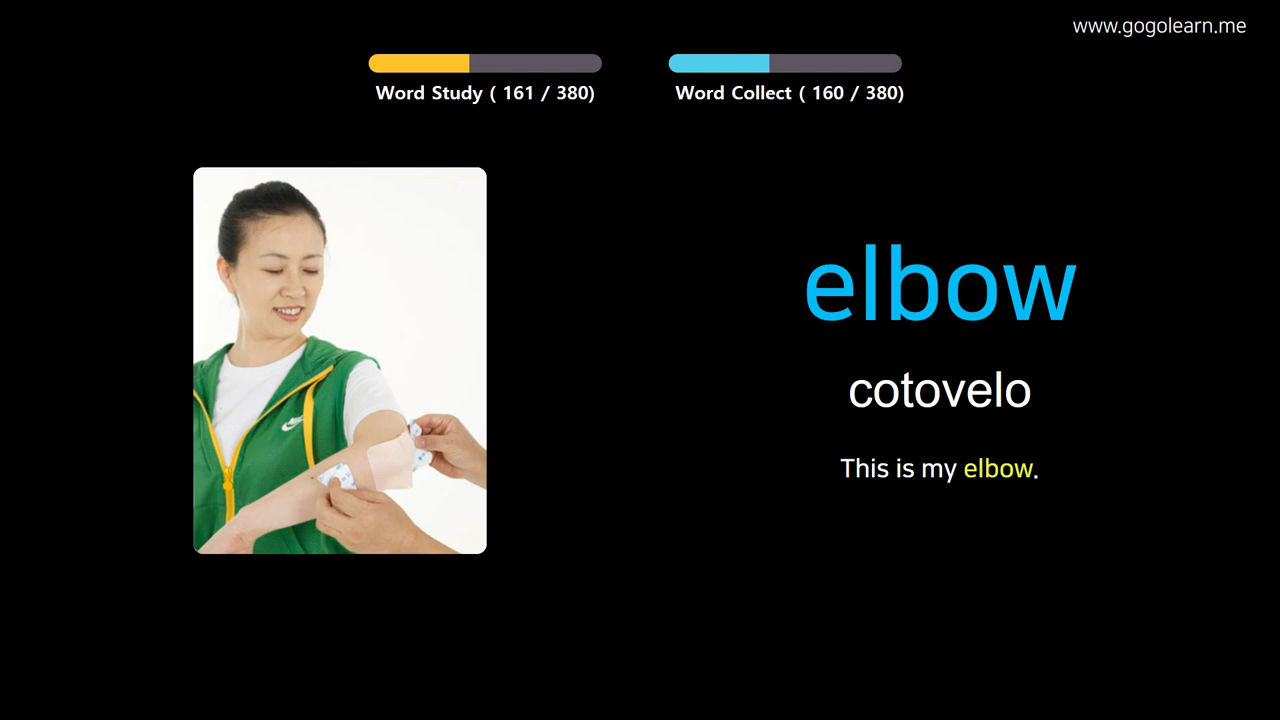 www.gogolearn.me
Word Study ( 161 / 380)
Word Collect ( 160 / 380)
elbow
cotovelo
This is my elbow.